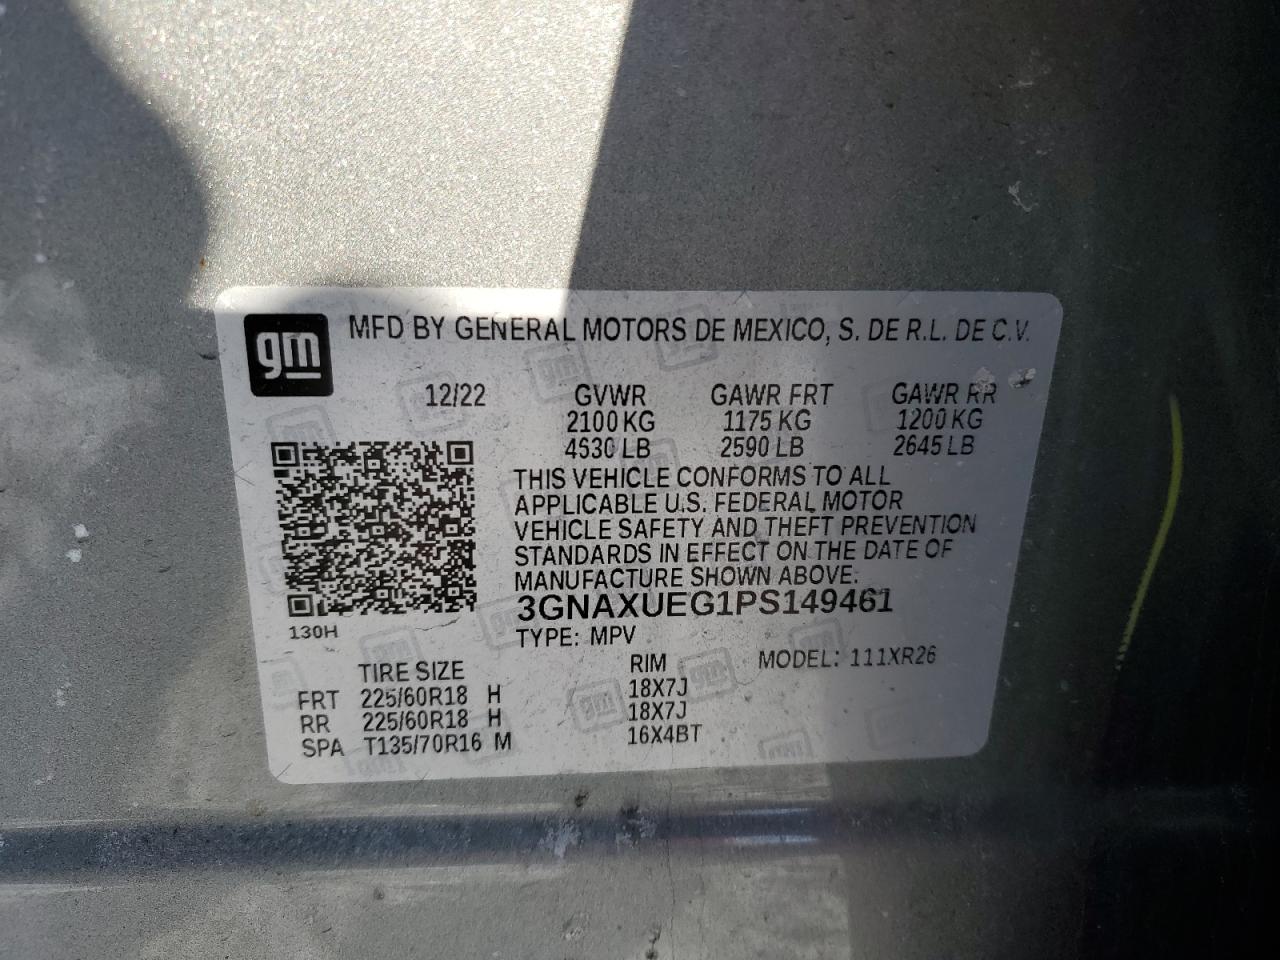 gm MFD BY GENERAL MOTORS DE MEXICO, S. DE R.L. DE C.V.
12/22 GVWR GAWR FRT GAWR RR
2100 KG 1175 KG 1200 KG
4630 LB 2590 LB 2645 LB
THIS VEHICLE CONFORMS TO ALL
APPLICABLE U.S. FEDERAL MOTOR
VEHICLE SAFETY AND THEFT PREVENTION
STANDARDS IN EFFECT ON THE DATE OF
MANUFACTURE SHOWN ABOVE:
3GNAXUEG1PS149461
130H
TYPE: MPV
MODEL: 111XR26
TIRE SIZE RIM
FRT 225/60R18 H 18X7J
RR 225/60R18 H 18X7J
SPA T135/70R16 M 16X4BT